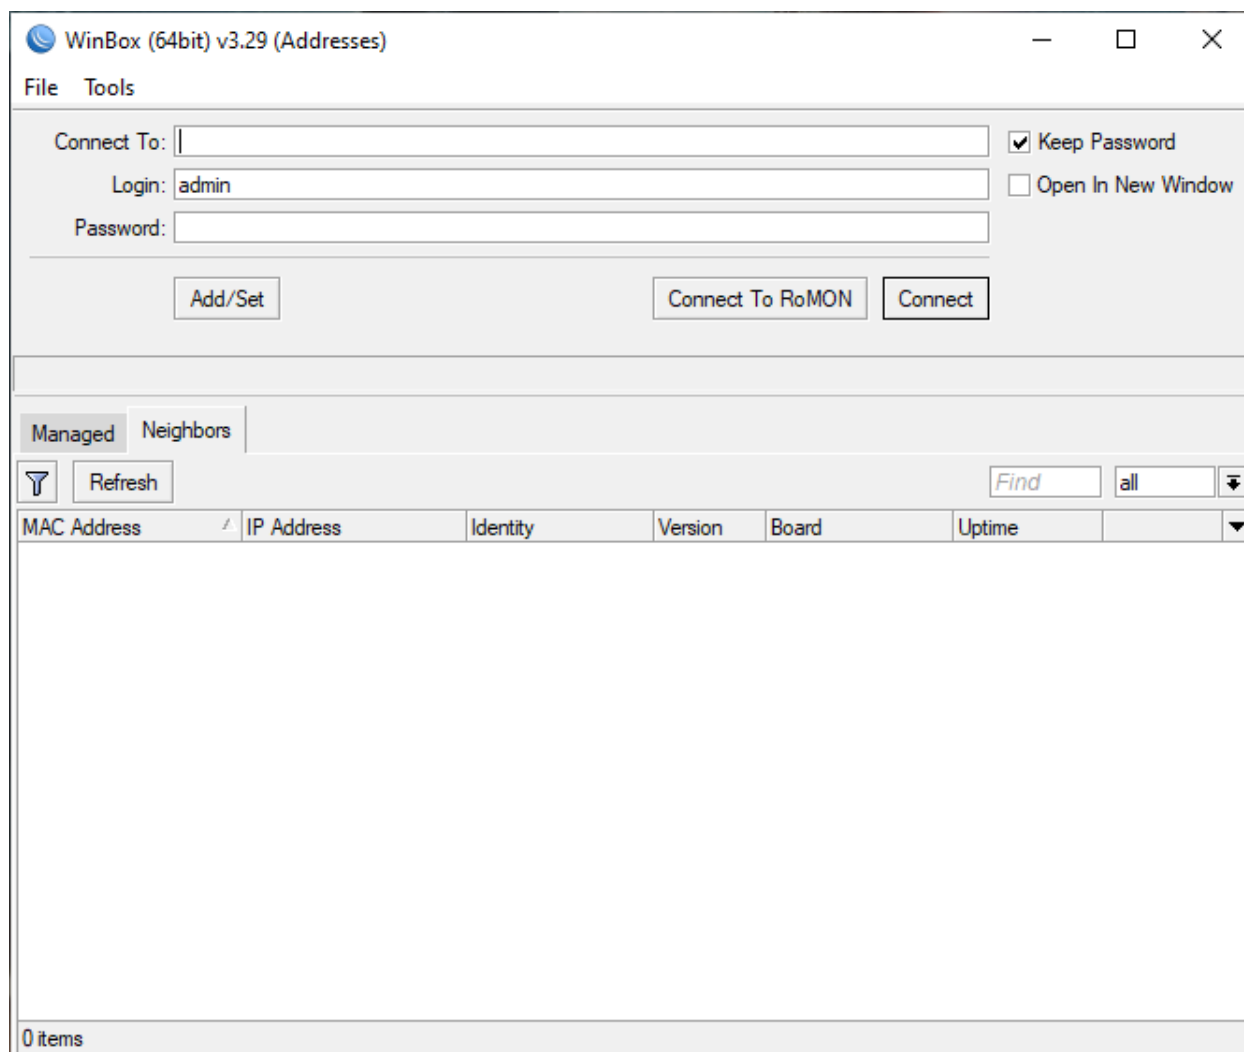 WinBox (64bit) v3.29 (Addresses)
File Tools
Connect To:
Keep Password
Login: admin
Open In New Window
Password:
Add/Set Connect To RoMON Connect
Managed Neighbors
Refresh Find all
MAC Address IP Address Identity Version Board Uptime
0 items